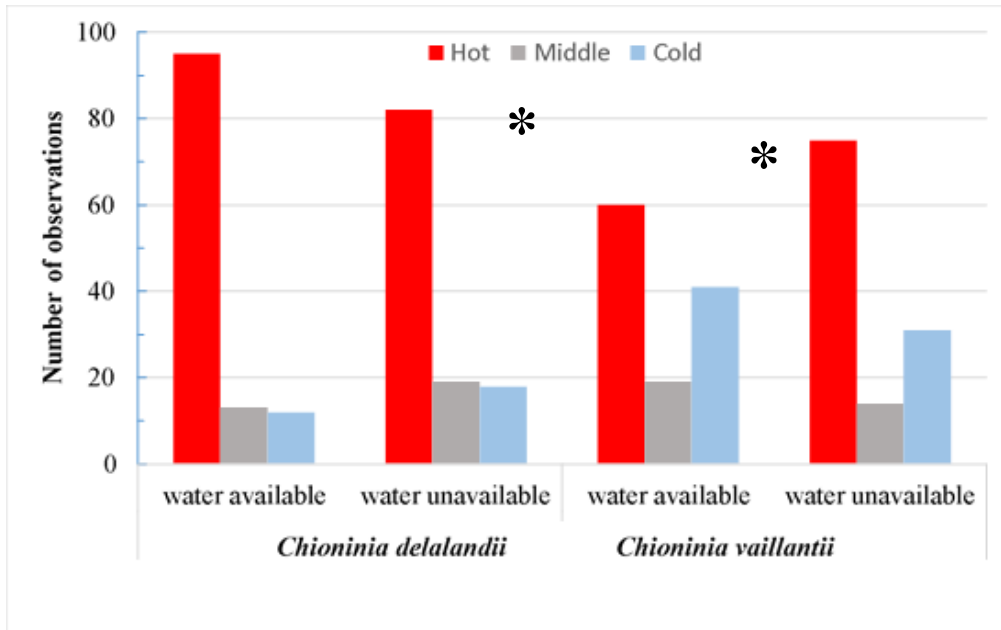 100
Hot Middle Cold
80
*
*
60
40
20
0
Number of observations
water available water unavailable water available water unavailable
Chioninia delalandii Chioninia vaillantii